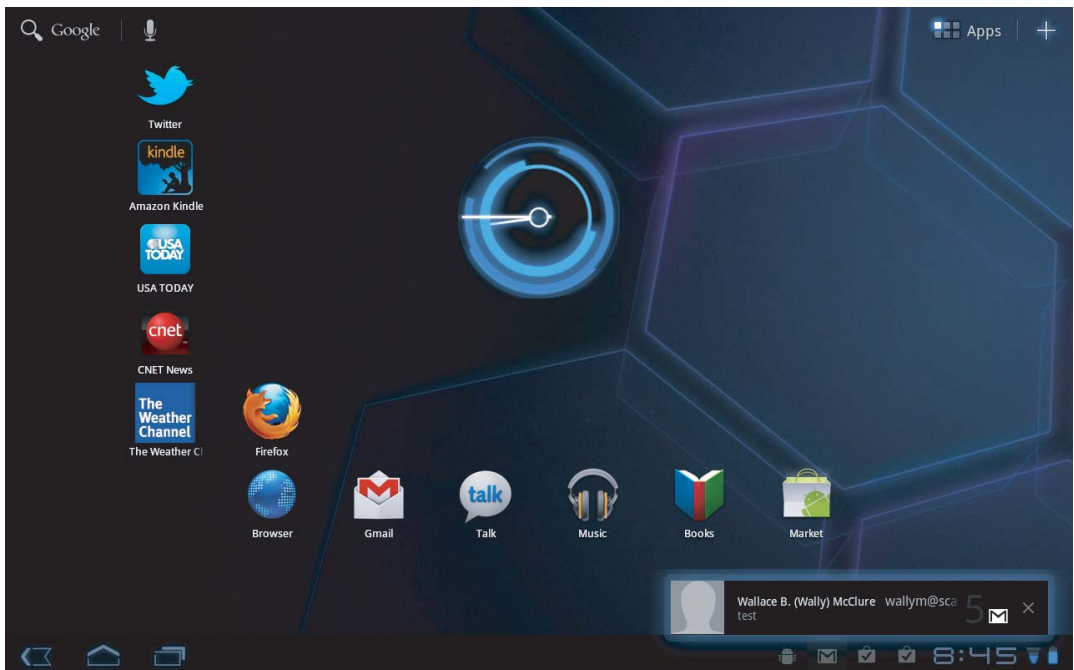 Google
Apps
Twitter
kindle
Amazon Kindle
USA
TODAY
USA TODAY
cnet
CNET News
The
Weather
Channel
The Weather C
Firefox
talk
Browser
Gmail
Talk
Music
Books
Market
Wallace B. (Wally) McClure wallym@sca
5
test
8:45